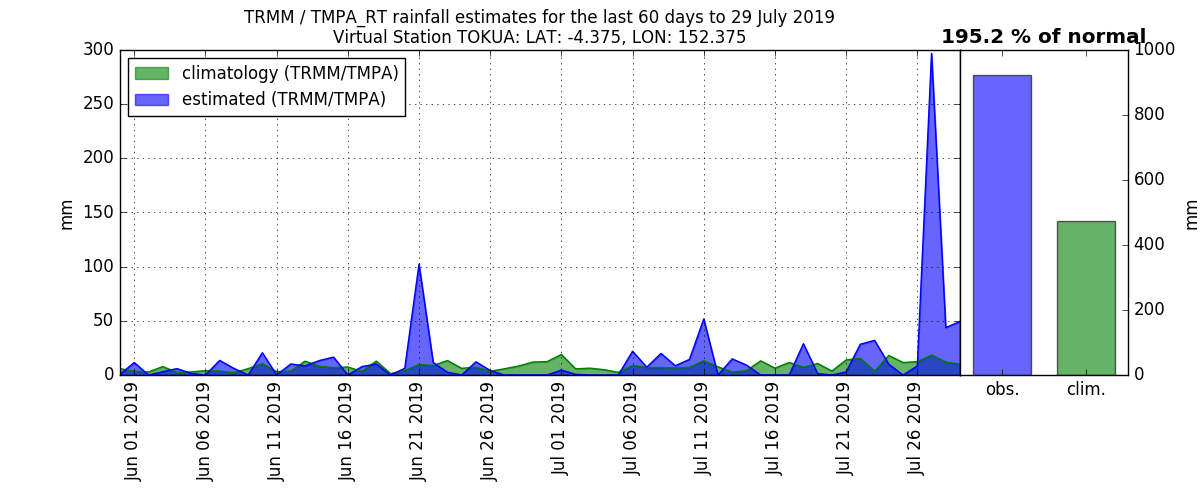 TRMM / TMPA_RT rainfall estimates for the last 60 days to 29 July 2019
Virtual Station TOKUA: LAT: -4.375, LON: 152.375
195.2 % of normal
climatology (TRMM/TMPA)
estimated (TRMM/TMPA)
300
250
200
150
100
50
0
mm
Jun 01 2019
Jun 06 2019
Jun 11 2019
Jun 16 2019
Jun 21 2019
Jun 26 2019
Jul 01 2019
Jul 06 2019
Jul 11 2019
Jul 16 2019
Jul 21 2019
Jul 26 2019
1000
800
600
400
200
0
mm
obs.
clim.